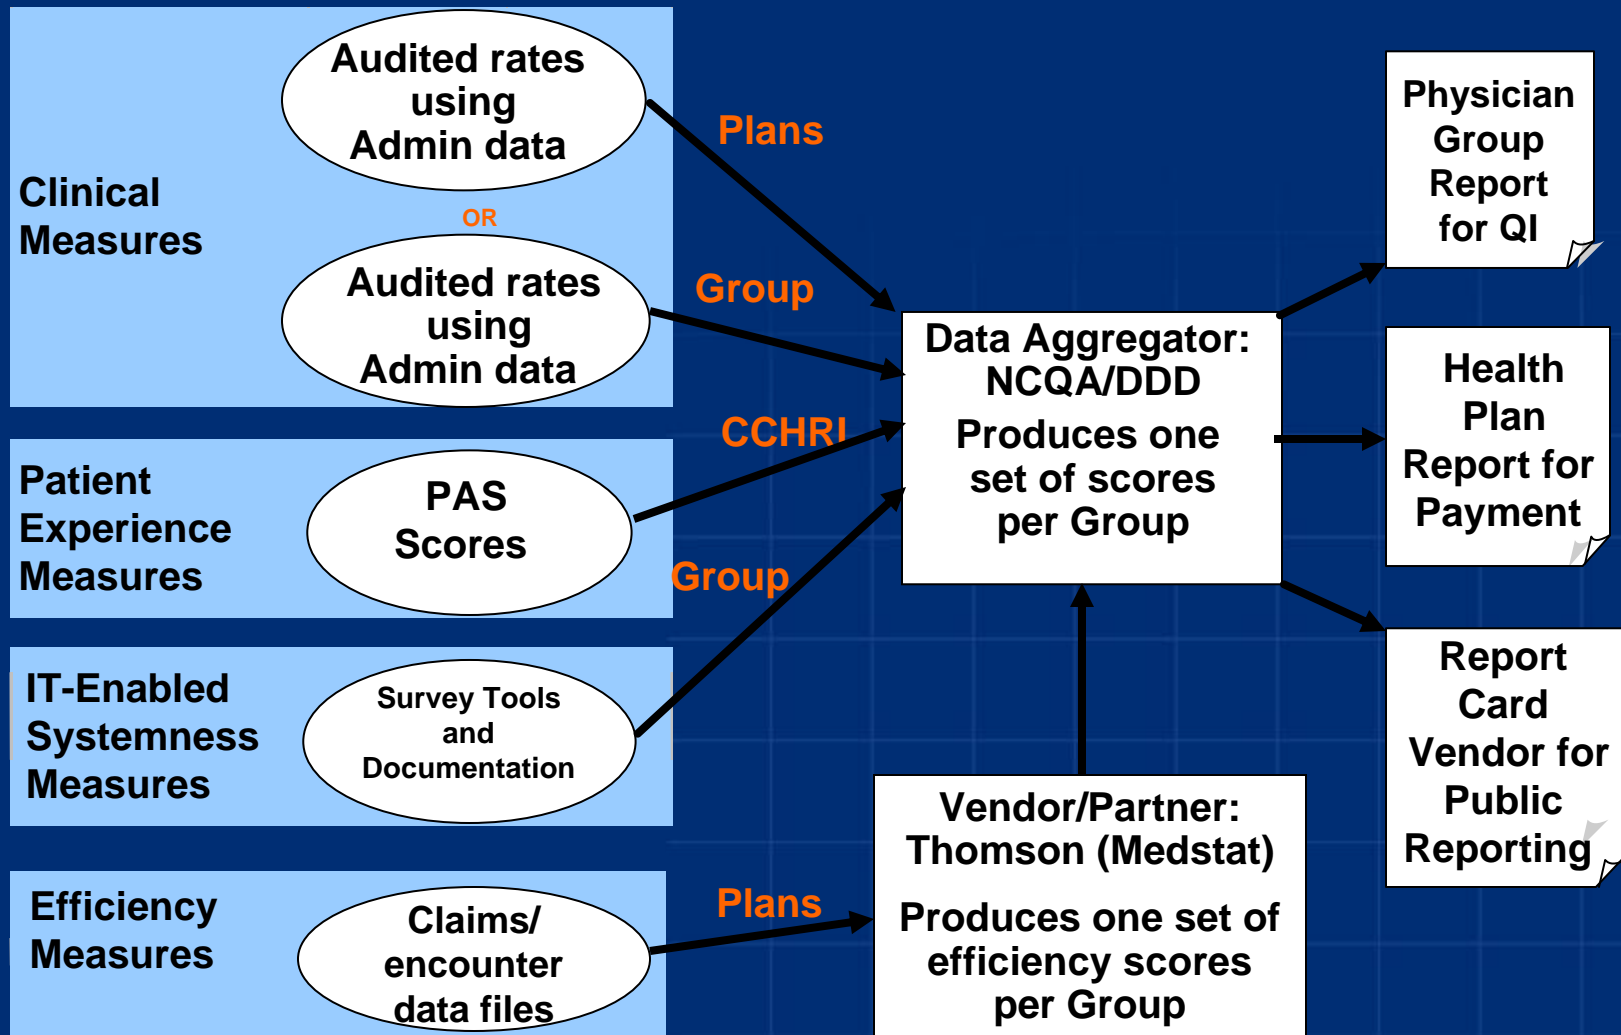 Clinical
Measures
Audited rates
using
Admin data
OR
Audited rates
using
Admin data
Plans
Group
Patient
Experience
Measures
PAS
Scores
CCHRI
IT-Enabled
Systemness
Measures
Survey Tools
and
Documentation
Group
Efficiency
Measures
Claims/
encounter
data files
Plans
Data Aggregator:
NCQA/DDD
Produces one
set of scores
per Group
Vendor/Partner:
Thomson (Medstat)
Produces one set of
efficiency scores
per Group
Physician
Group
Report
for QI
Health
Plan
Report for
Payment
Report
Card
Vendor for
Public
Reporting